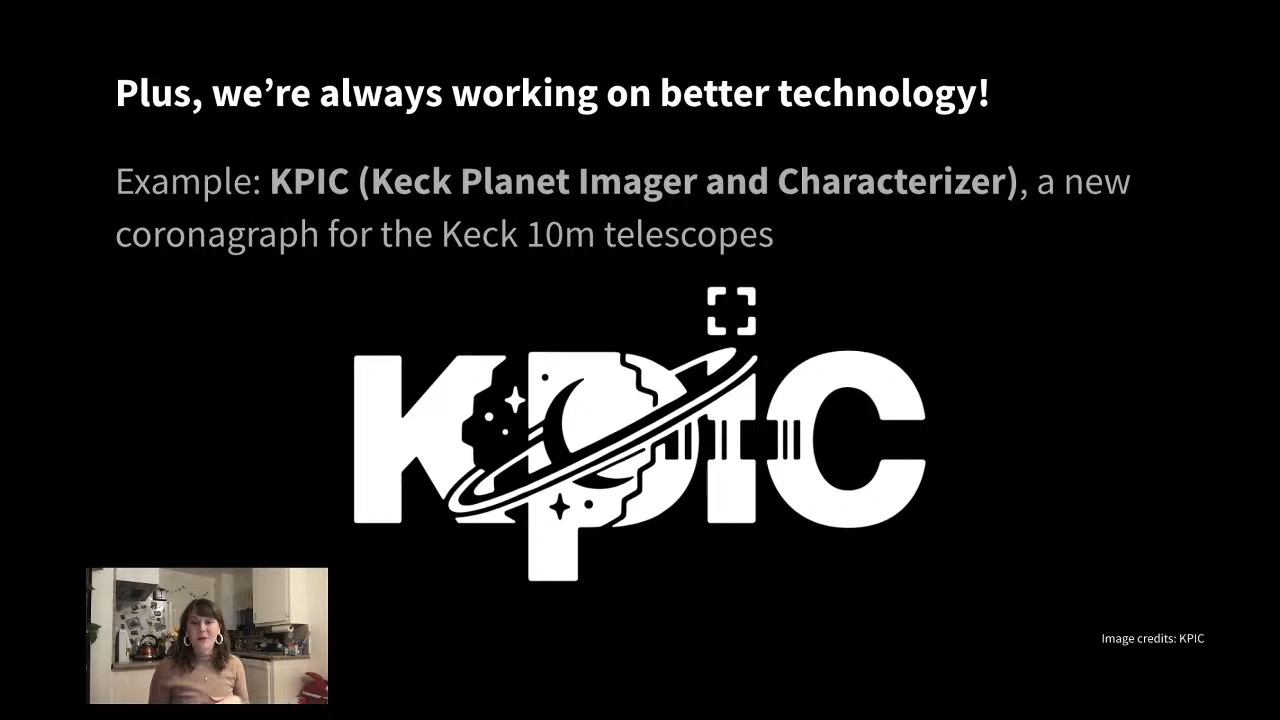 Plus, we’re always working on better technology!
Example: KPIC (Keck Planet Imager and Characterizer), a new
coronagraph for the Keck 10m telescopes
KPIC
Image credits: KPIC